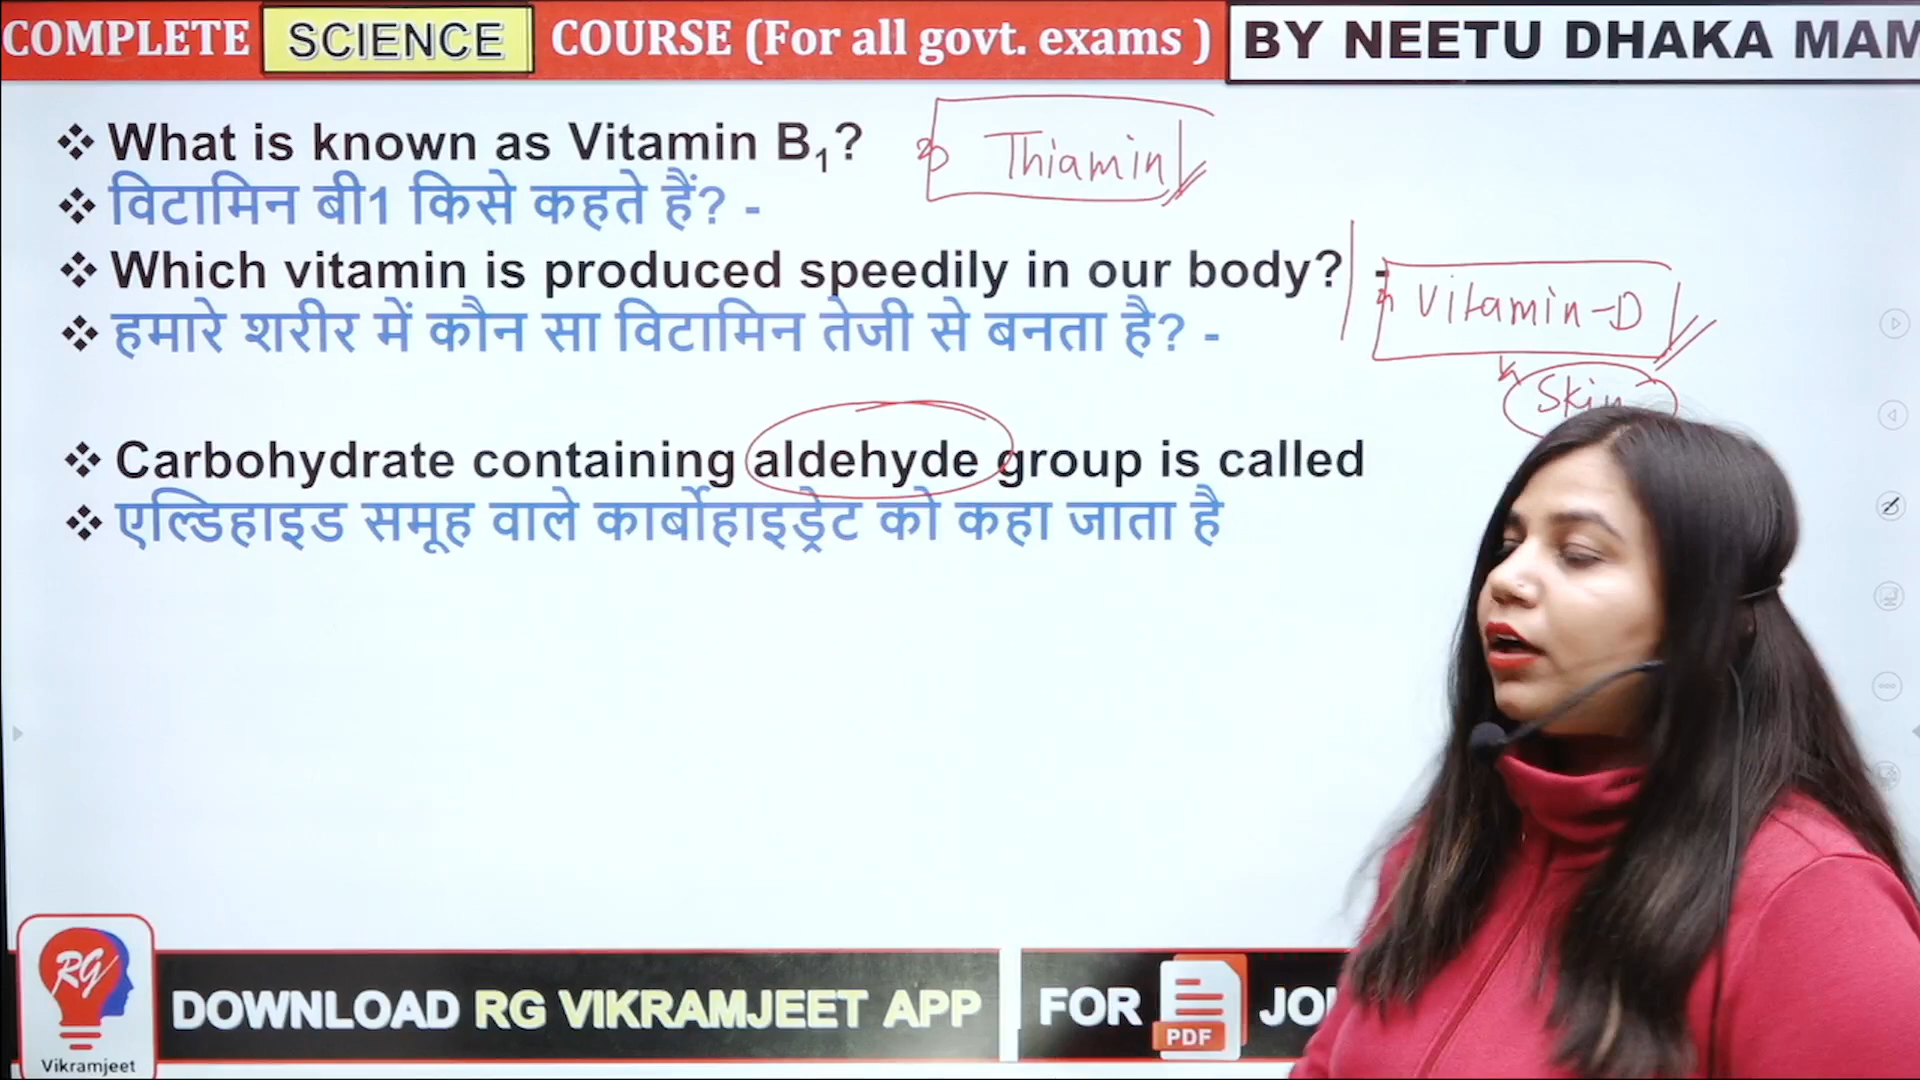 COMPLETE SCIENCE COURSE (For all govt. exams ) BY NEETU DHAKA MAM
❖ What is known as Vitamin B₁? Thiamin
❖ विटामिन बी1 किसे कहते हैं? -
❖ Which vitamin is produced speedily in our body? - Vitamin-D
❖ हमारे शरीर में कौन सा विटामिन तेजी से बनता है? -
Skin
❖ Carbohydrate containing aldehyde group is called
❖ एल्डिहाइड समूह वाले कार्बोहाइड्रेट को कहा जाता है
RG
Vikramjeet
DOWNLOAD RG VIKRAMJEET APP
FOR PDF